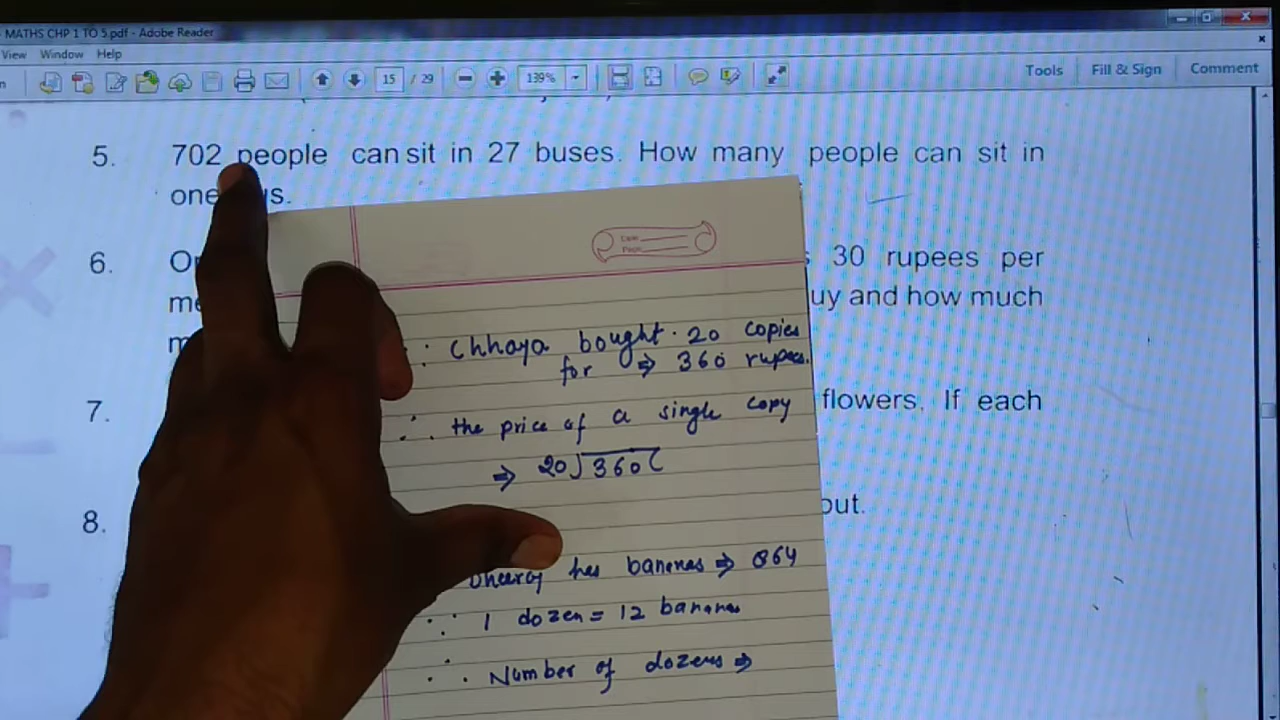 MATHS CHP 1 TO 5.pdf - Adobe Reader
View Window Help
15 / 29 139% Tools Fill & Sign Comment
5. 702 people can sit in 27 buses. How many people can sit in
one
6. 30 rupees per
and how much
7. flowers. If each
8.
Date
Page
∵ Chhaya bought 20 copies
for ⇒ 360 rupees.
∴ the price of a single copy
⇒ 20)360(
has bananas ⇒ 864
∵ 1 dozen = 12 bananas
∴ Number of dozens ⇒